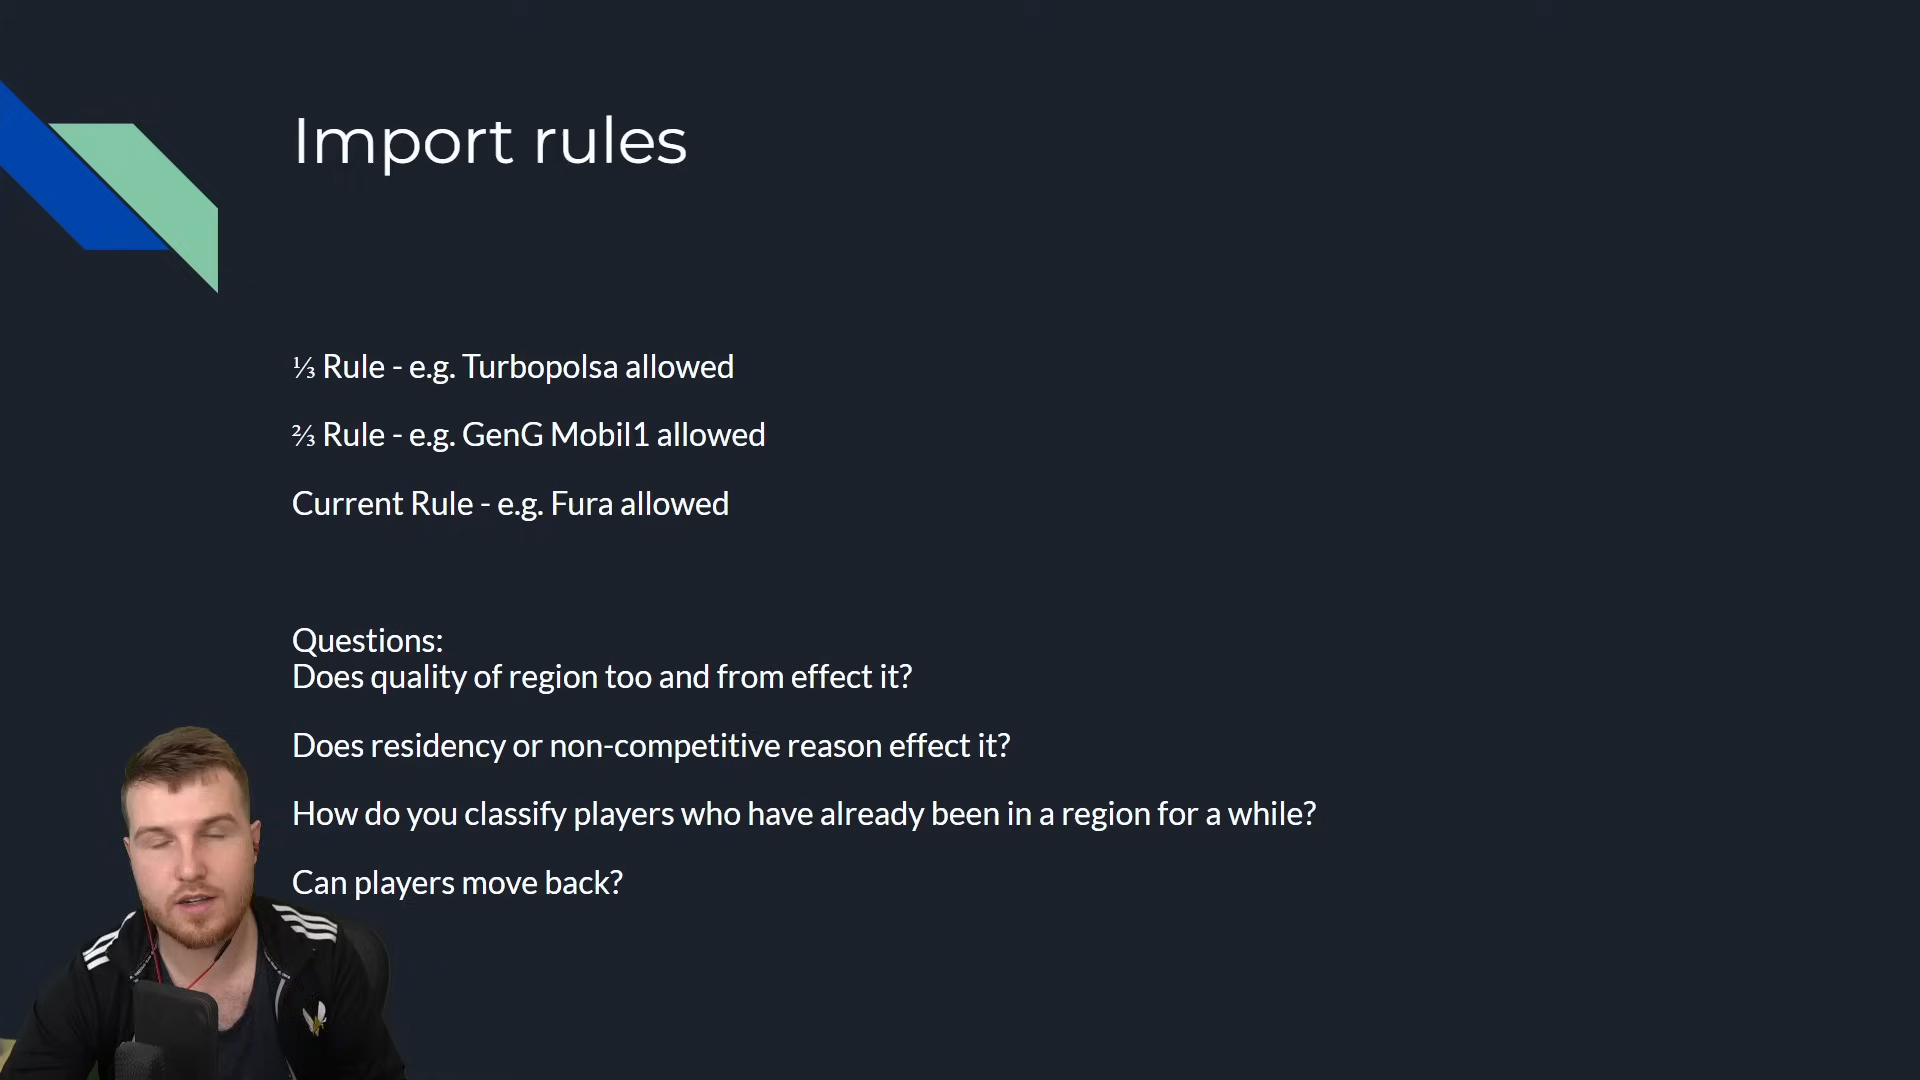 Import rules
⅓ Rule - e.g. Turbopolsa allowed
⅔ Rule - e.g. GenG Mobil1 allowed
Current Rule - e.g. Fura allowed
Questions:
Does quality of region too and from effect it?
Does residency or non-competitive reason effect it?
How do you classify players who have already been in a region for a while?
Can players move back?